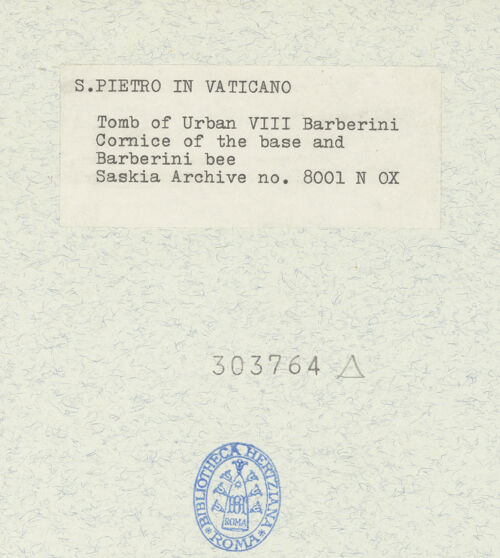 S.PIETRO IN VATICANO
Tomb of Urban VIII Barberini
Cornice of the base and
Barberini bee
Saskia Archive no. 8001 N OX
303764 △
BIBLIOTHECA HERTZIANA
ROMA
*ROMA*